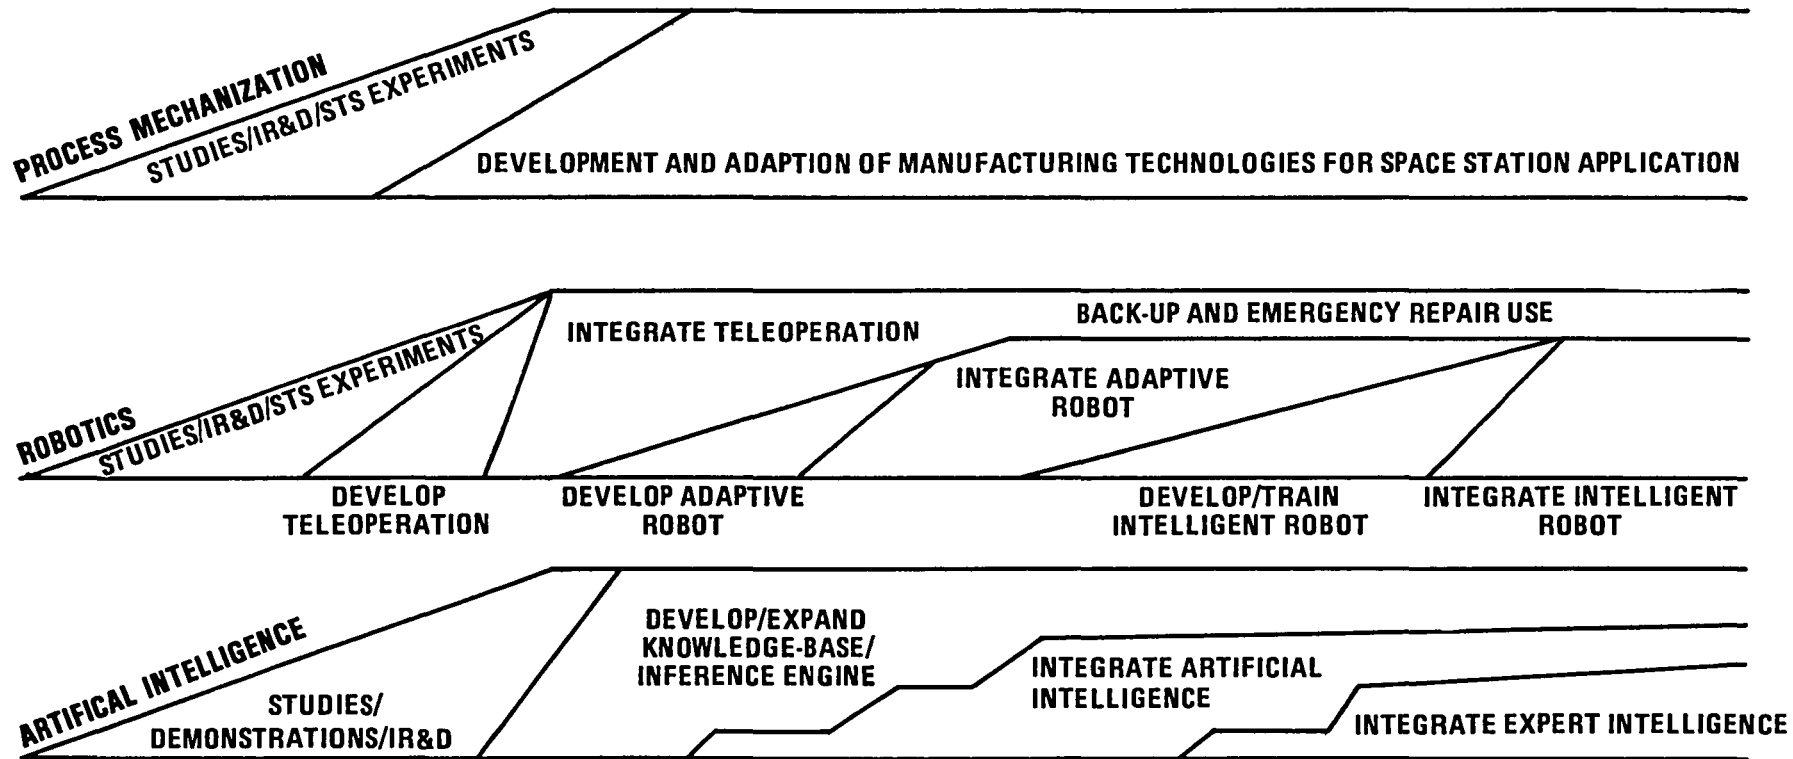 PROCESS MECHANIZATION
STUDIES/IR&D/STS EXPERIMENTS
DEVELOPMENT AND ADAPTION OF MANUFACTURING TECHNOLOGIES FOR SPACE STATION APPLICATION
ROBOTICS
STUDIES/IR&D/STS EXPERIMENTS
INTEGRATE TELEOPERATION
BACK-UP AND EMERGENCY REPAIR USE
INTEGRATE ADAPTIVE
ROBOT
DEVELOP
TELEOPERATION
DEVELOP ADAPTIVE
ROBOT
DEVELOP/TRAIN
INTELLIGENT ROBOT
INTEGRATE INTELLIGENT
ROBOT
ARTIFICAL INTELLIGENCE
STUDIES/
DEMONSTRATIONS/IR&D
DEVELOP/EXPAND
KNOWLEDGE-BASE/
INFERENCE ENGINE
INTEGRATE ARTIFICIAL
INTELLIGENCE
INTEGRATE EXPERT INTELLIGENCE